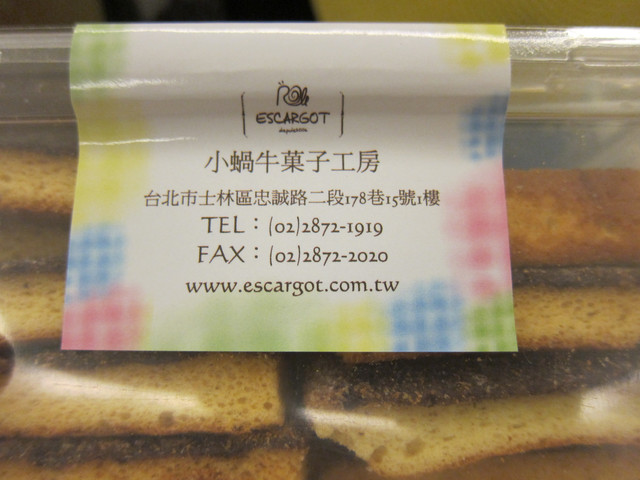 ESCARGOT
小蝸牛菓子工房
台北市士林區忠誠路二段178巷15號1樓
TEL：(02)2872-1919
FAX：(02)2872-2020
www.escargot.com.tw